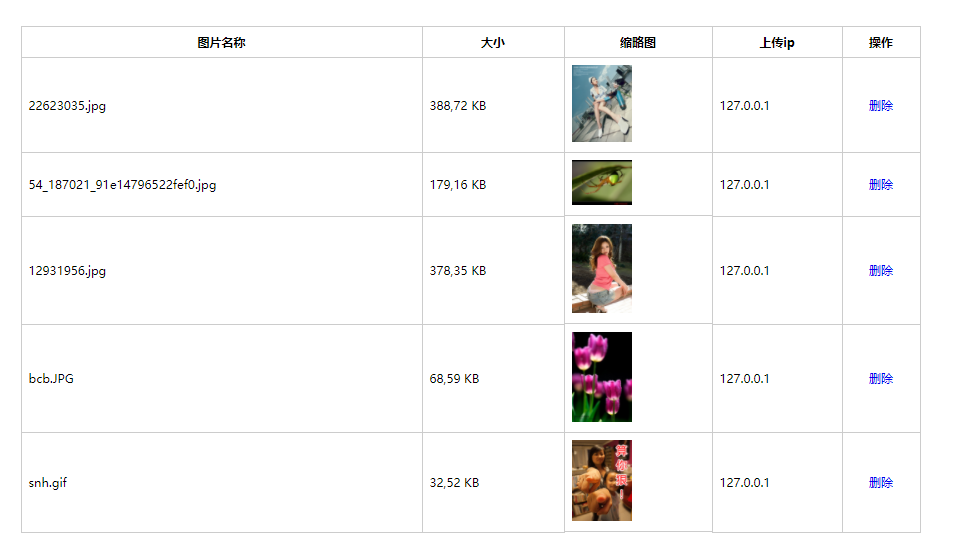 图片名称 大小 缩略图 上传ip 操作
22623035.jpg 388,72 KB 127.0.0.1 删除
54_187021_91e14796522fef0.jpg 179,16 KB 127.0.0.1 删除
12931956.jpg 378,35 KB 127.0.0.1 删除
bcb.JPG 68,59 KB 127.0.0.1 删除
snh.gif 32,52 KB 算你狠！ 127.0.0.1 删除